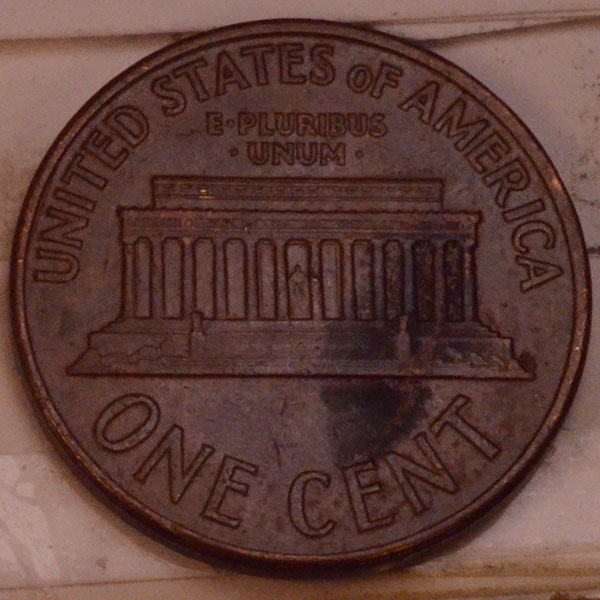 UNITED STATES OF AMERICA
E·PLURIBUS
·UNUM·
ONE CENT